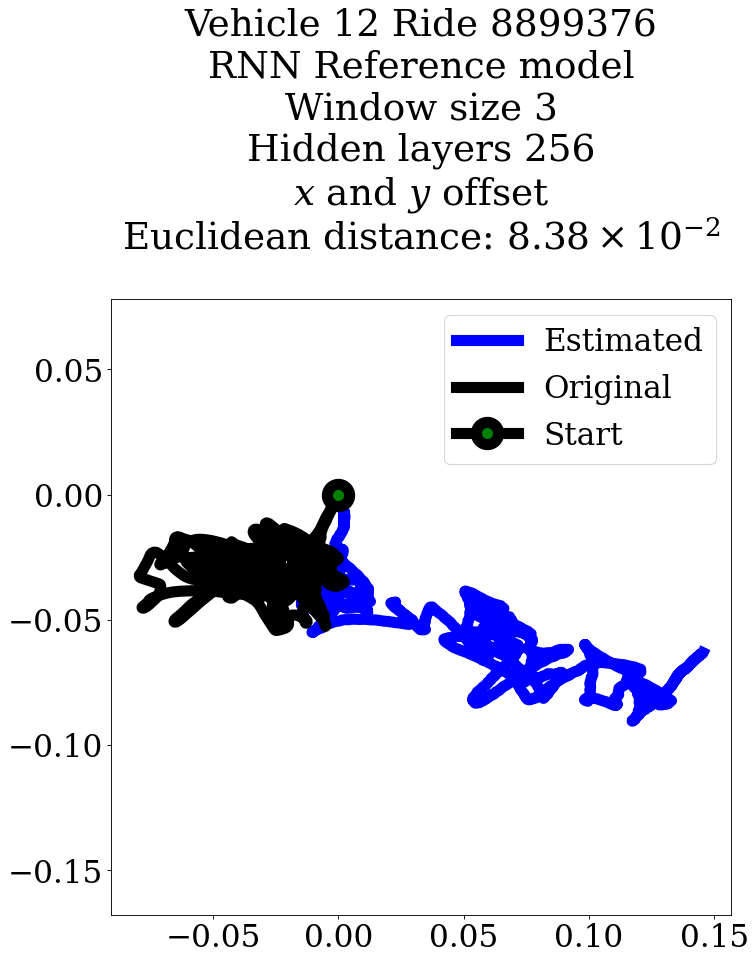 Vehicle 12 Ride 8899376
RNN Reference model
Window size 3
Hidden layers 256
x and y offset
Euclidean distance: 8.38 × 10⁻²
Estimated
Original
Start
0.05
0.00
−0.05
−0.10
−0.15
−0.05 0.00 0.05 0.10 0.15